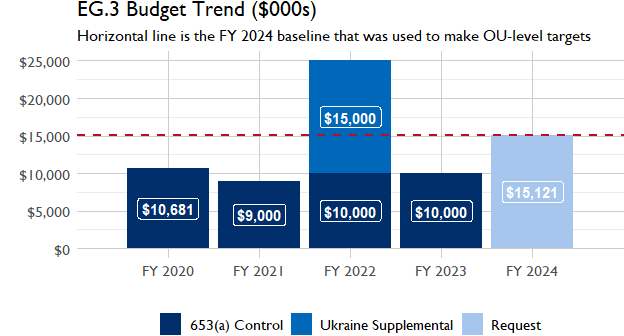 EG.3 Budget Trend ($000s)
Horizontal line is the FY 2024 baseline that was used to make OU-level targets
$25,000
$20,000
$15,000
$10,000
$5,000
$0
$10,681
$9,000
$15,000
$10,000
$10,000
$15,121
FY 2020
FY 2021
FY 2022
FY 2023
FY 2024
653(a) Control
Ukraine Supplemental
Request